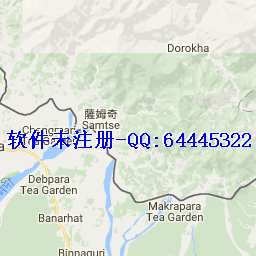 Dorokha
薩姆奇
Samtse
软件未注册-QQ:64445322
Debpara
Tea Garden
Banarhat
Makrapara
Tea Garden
Binnaguri